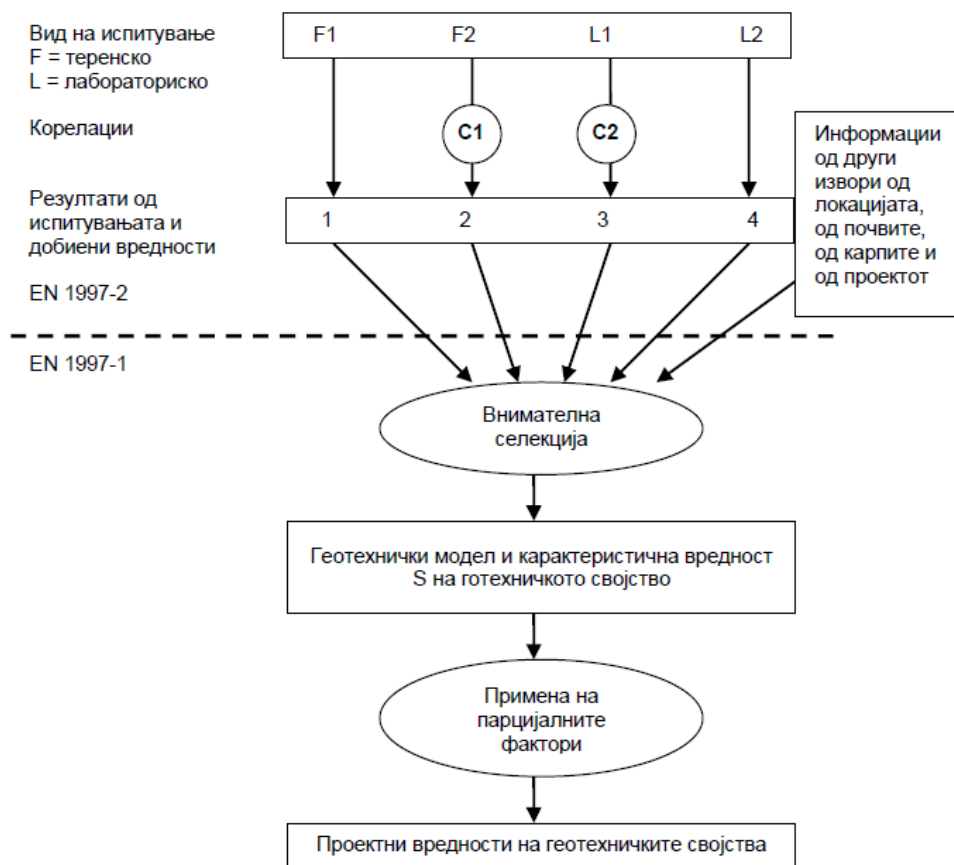 Вид на испитување
F = теренско
L = лабораториско
F1 F2 L1 L2
Корелации
C1 C2
Информации
од други
извори од
локацијата,
од почвите,
од карпите и
од проектот
Резултати од
испитувањата и
добиени вредности
1 2 3 4
EN 1997-2
EN 1997-1
Внимателна
селекција
Геотехнички модел и карактеристична вредност
S на готехничкото својство
Примена на
парцијалните
фактори
Проектни вредности на геотехничките својства